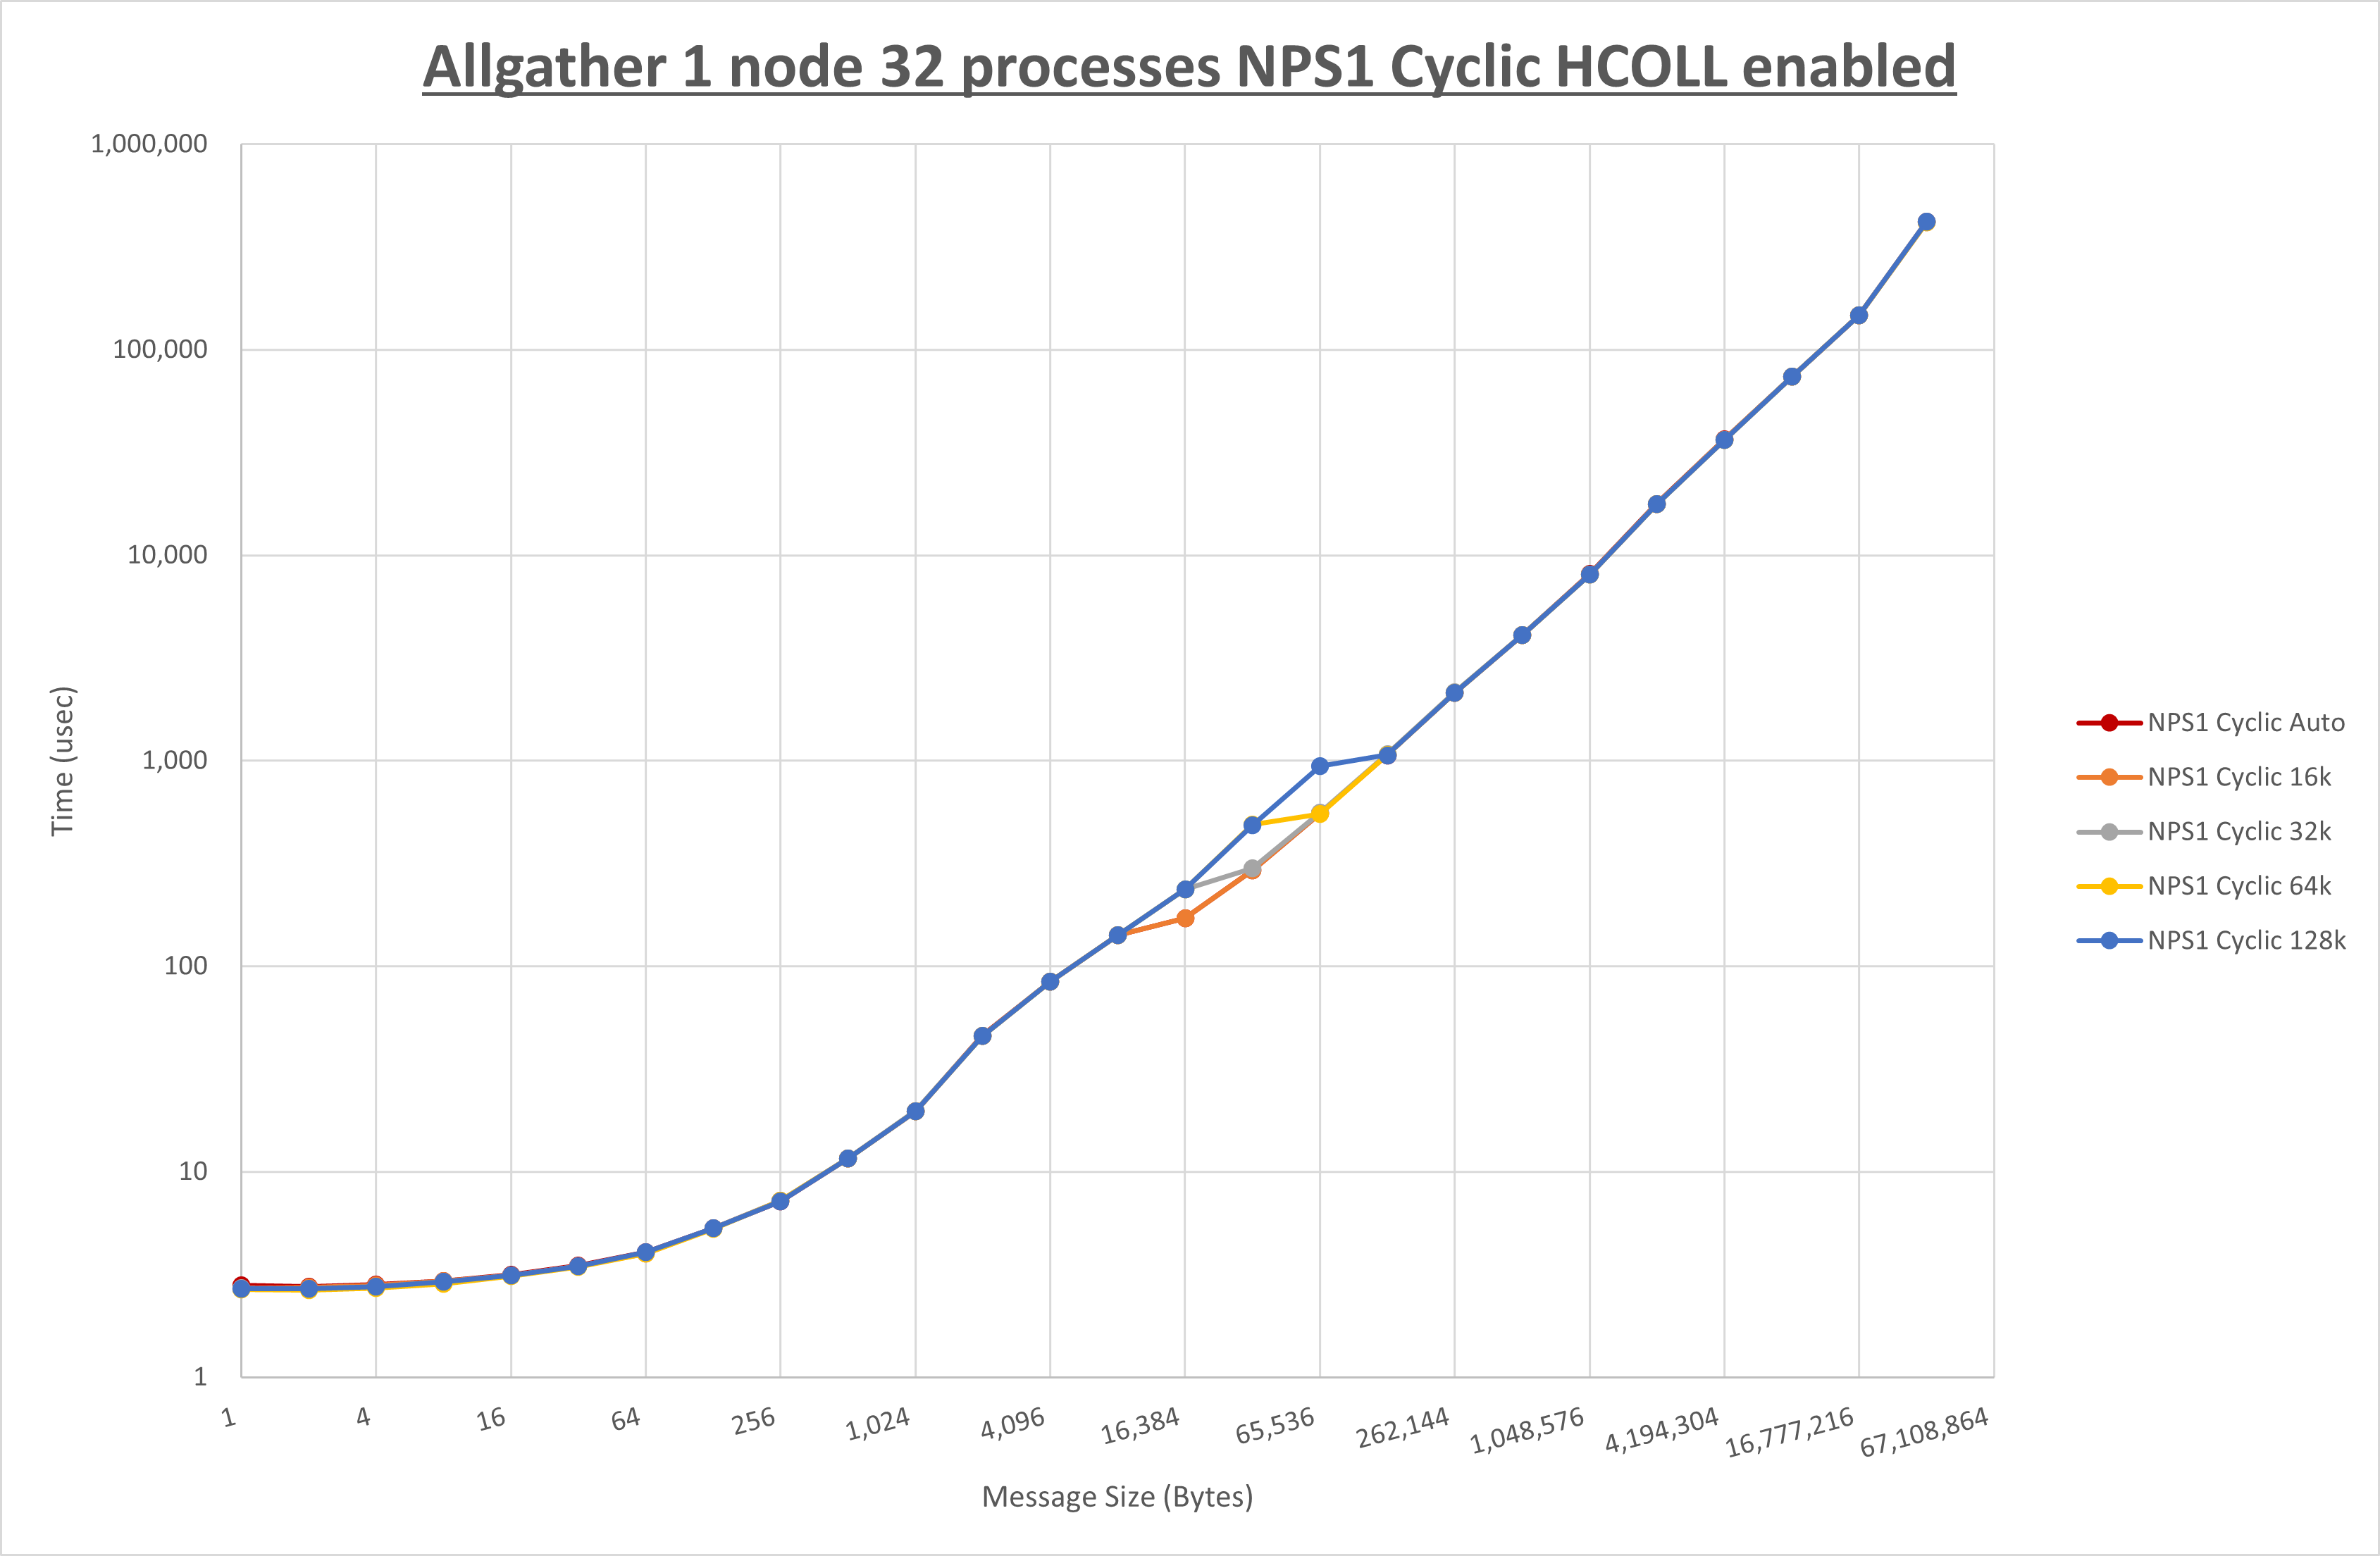 Allgather 1 node 32 processes NPS1 Cyclic HCOLL enabled
1,000,000
100,000
10,000
1,000
100
10
1
Time (usec)
1
4
16
64
256
1,024
4,096
16,384
65,536
262,144
1,048,576
4,194,304
16,777,216
67,108,864
Message Size (Bytes)
NPS1 Cyclic Auto
NPS1 Cyclic 16k
NPS1 Cyclic 32k
NPS1 Cyclic 64k
NPS1 Cyclic 128k